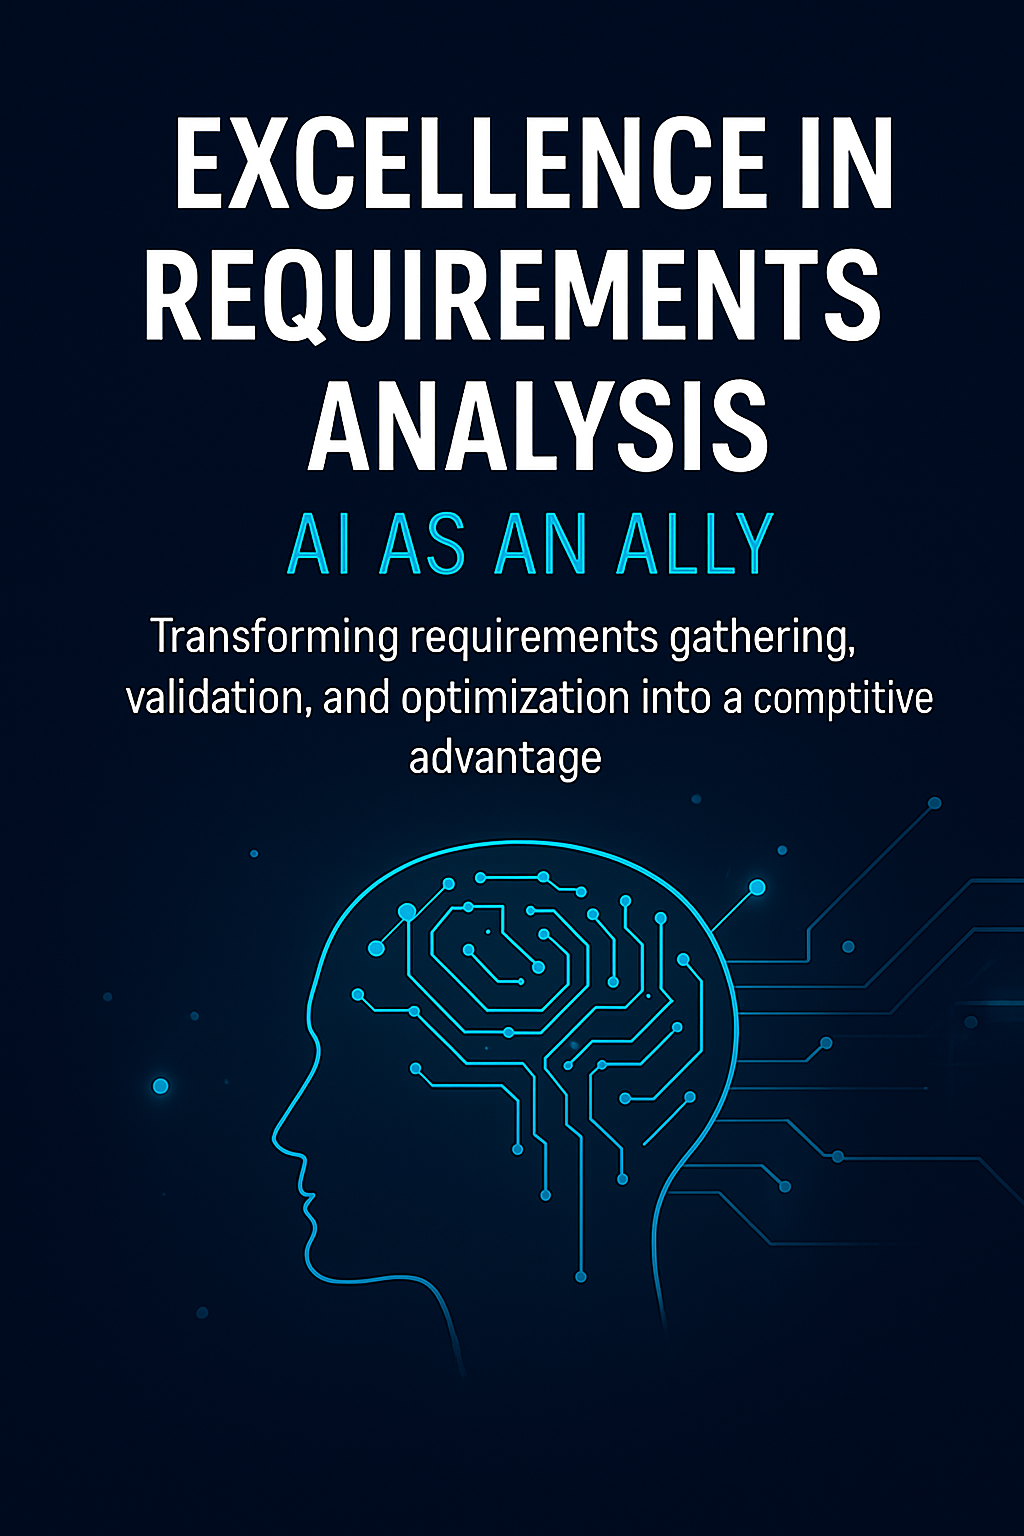 EXCELLENCE IN
REQUIREMENTS
ANALYSIS
AI AS AN ALLY
Transforming requirements gathering,
validation, and optimization into a comptitive
advantage